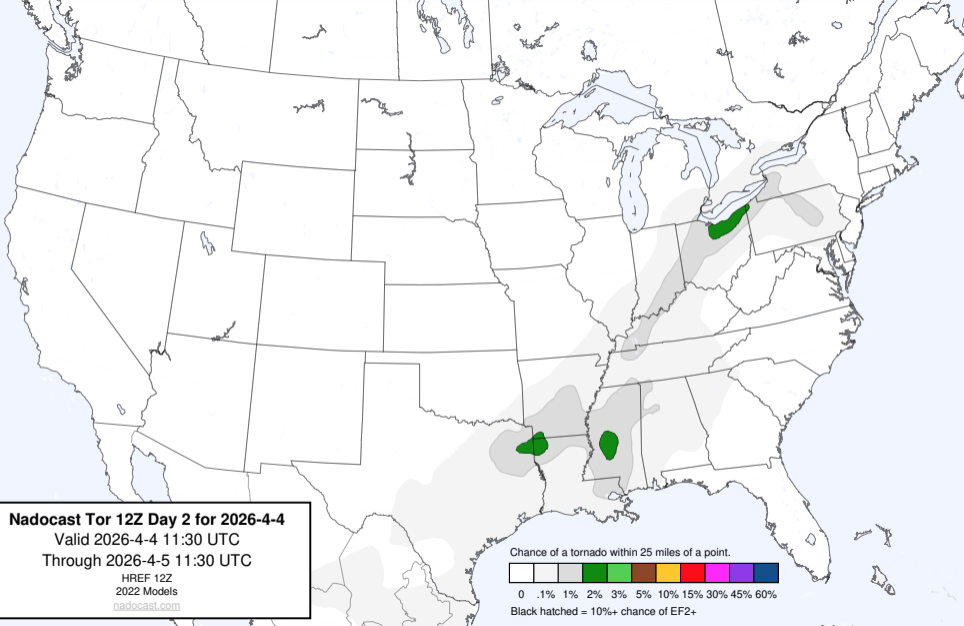 Nadocast Tor 12Z Day 2 for 2026-4-4
Valid 2026-4-4 11:30 UTC
Through 2026-4-5 11:30 UTC
HREF 12Z
2022 Models
nadocast.com
Chance of a tornado within 25 miles of a point.
0 .1% 1% 2% 3% 5% 10% 15% 30% 45% 60%
Black hatched = 10%+ chance of EF2+